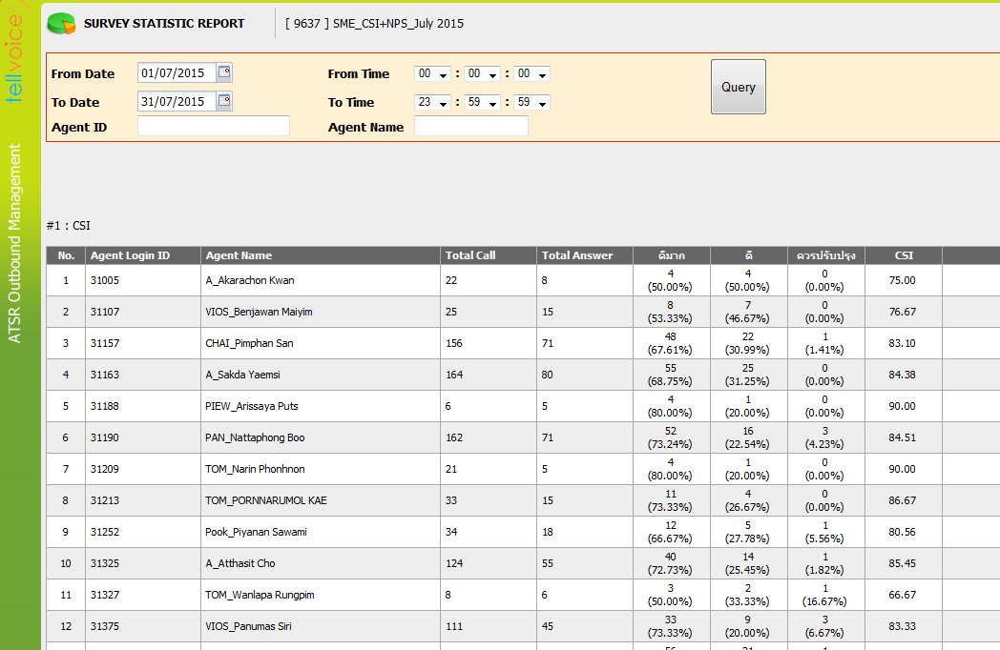 tellvoice
ATSR Outbound Management
SURVEY STATISTIC REPORT [ 9637 ] SME_CSI+NPS_July 2015
From Date 01/07/2015 From Time 00 : 00 : 00
To Date 31/07/2015 To Time 23 : 59 : 59
Query
Agent ID Agent Name
#1 : CSI
No. Agent Login ID Agent Name Total Call Total Answer ดีมาก ดี ควรปรับปรุง CSI
1 31005 A_Akarachon Kwan 22 8 4 (50.00%) 4 (50.00%) 0 (0.00%) 75.00
2 31107 VIOS_Benjawan Maiyim 25 15 8 (53.33%) 7 (46.67%) 0 (0.00%) 76.67
3 31157 CHAI_Pimphan San 156 71 48 (67.61%) 22 (30.99%) 1 (1.41%) 83.10
4 31163 A_Sakda Yaemsi 164 80 55 (68.75%) 25 (31.25%) 0 (0.00%) 84.38
5 31188 PIEW_Arissaya Puts 6 5 4 (80.00%) 1 (20.00%) 0 (0.00%) 90.00
6 31190 PAN_Nattaphong Boo 162 71 52 (73.24%) 16 (22.54%) 3 (4.23%) 84.51
7 31209 TOM_Narin Phonhnon 21 5 4 (80.00%) 1 (20.00%) 0 (0.00%) 90.00
8 31213 TOM_PORNNARUMOL KAE 33 15 11 (73.33%) 4 (26.67%) 0 (0.00%) 86.67
9 31252 Pook_Piyanan Sawami 34 18 12 (66.67%) 5 (27.78%) 1 (5.56%) 80.56
10 31325 A_Atthasit Cho 124 55 40 (72.73%) 14 (25.45%) 1 (1.82%) 85.45
11 31327 TOM_Wanlapa Rungpim 8 6 3 (50.00%) 2 (33.33%) 1 (16.67%) 66.67
12 31375 VIOS_Panumas Siri 111 45 33 (73.33%) 9 (20.00%) 3 (6.67%) 83.33